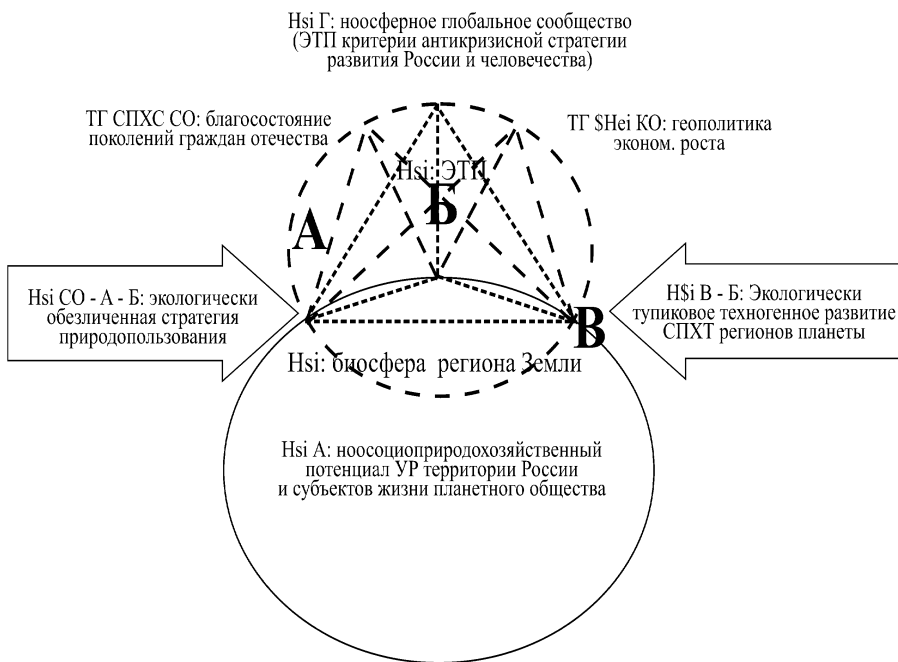 Hsi Г: ноосферное глобальное сообщество
(ЭТП критерии антикризисной стратегии
развития России и человечества)
ТГ СПХС СО: благосостояние
поколений граждан отечества
ТГ $Hei КО: геополитика
эконом. роста
Hsi: ЭТП
Б
А
Hsi СО - А - Б: экологически
обезличенная стратегия
природопользования
H$i В - Б: Экологически
тупиковое техногенное развитие
СПХТ регионов планеты
В
Hsi: биосфера региона Земли
Hsi А: ноосоциоприродохозяйственный
потенциал УР территории России
и субъектов жизни планетного общества